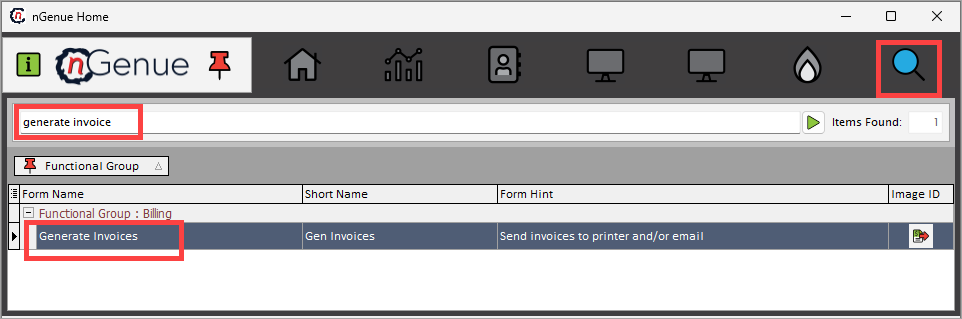 nGenue Home
nGenue
generate invoice
Items Found: 1
Functional Group
Form Name Short Name Form Hint Image ID
Functional Group : Billing
Generate Invoices Gen Invoices Send invoices to printer and/or email